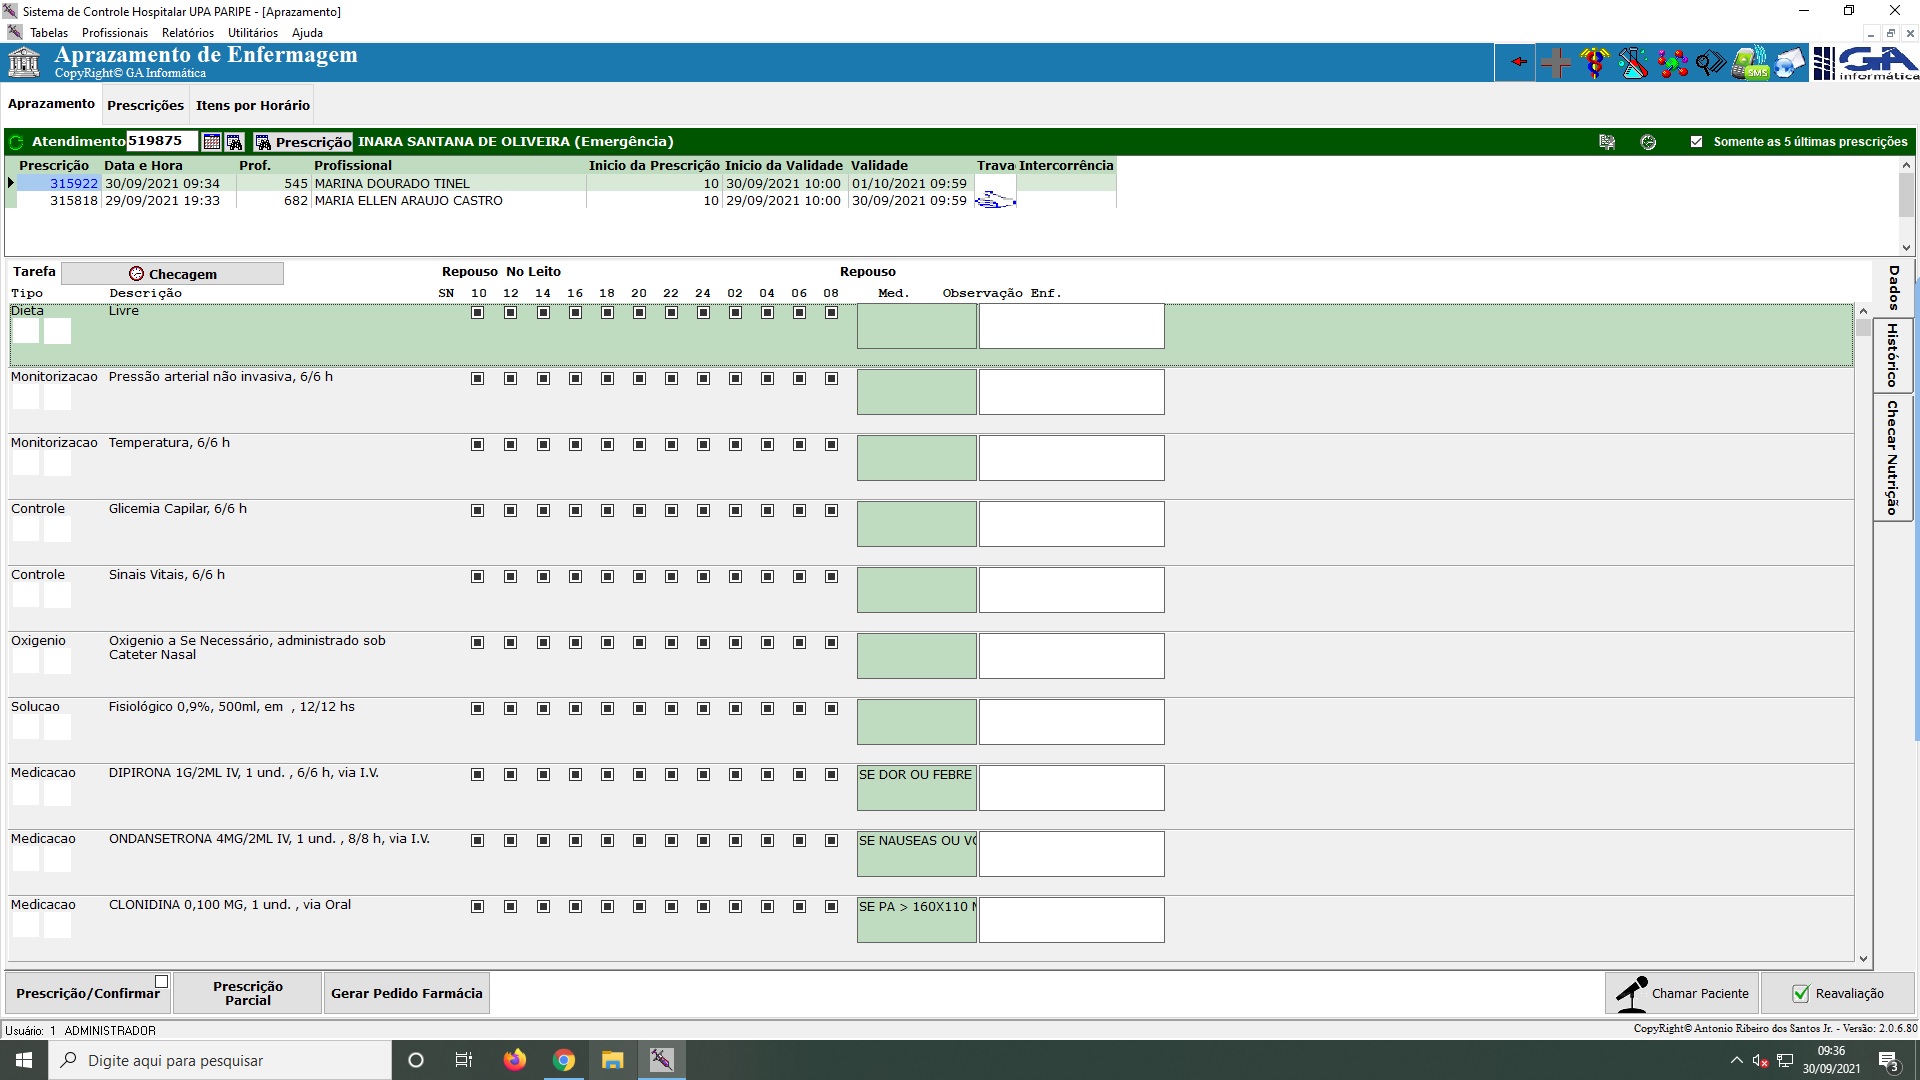 Sistema de Controle Hospitalar UPA PARIPE - [Aprazamento]
Tabelas Profissionais Relatórios Utilitários Ajuda
Aprazamento de Enfermagem
CopyRight© GA Informática
SMS
GA
informática
Aprazamento Prescrições Itens por Horário
Atendimento 519875 Prescrição INARA SANTANA DE OLIVEIRA (Emergência) Somente as 5 últimas prescrições
Prescrição Data e Hora Prof. Profissional Inicio da Prescrição Início da Validade Validade Trava Intercorrência
315922 30/09/2021 09:34 545 MARINA DOURADO TINEL 10 30/09/2021 10:00 01/10/2021 09:59
315818 29/09/2021 19:33 682 MARIA ELLEN ARAUJO CASTRO 10 29/09/2021 10:00 30/09/2021 09:59
Tarefa Checagem Repouso No Leito Repouso
Tipo Descrição SN 10 12 14 16 18 20 22 24 02 04 06 08 Med. Observação Enf.
Dieta Livre
Monitorizacao Pressão arterial não invasiva, 6/6 h
Monitorizacao Temperatura, 6/6 h
Controle Glicemia Capilar, 6/6 h
Controle Sinais Vitais, 6/6 h
Oxigenio Oxigenio a Se Necessário, administrado sob
Cateter Nasal
Solucao Fisiológico 0,9%, 500ml, em , 12/12 hs
Medicacao DIPIRONA 1G/2ML IV, 1 und. , 6/6 h, via I.V. SE DOR OU FEBRE
Medicacao ONDANSETRONA 4MG/2ML IV, 1 und. , 8/8 h, via I.V. SE NAUSEAS OU
Medicacao CLONIDINA 0,100 MG, 1 und. , via Oral SE PA > 160X110
Dados
Histórico
Checar Nutrição
Prescrição/Confirmar Prescrição Parcial Gerar Pedido Farmácia Chamar Paciente Reavaliação
Usuário: 1 ADMINISTRADOR CopyRight© Antonio Ribeiro dos Santos Jr. - Versão: 2.0.6.80
Digite aqui para pesquisar
09:36
30/09/2021
3